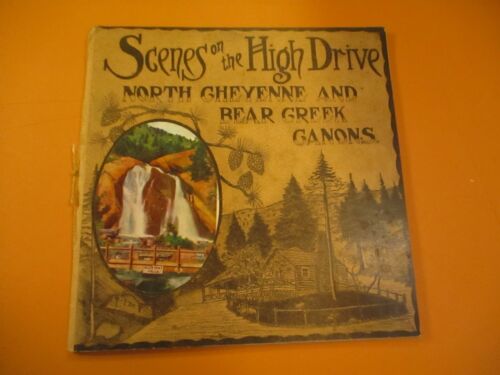 Scenes on the High Drive
NORTH CHEYENNE AND
BEAR CREEK
CANONS.